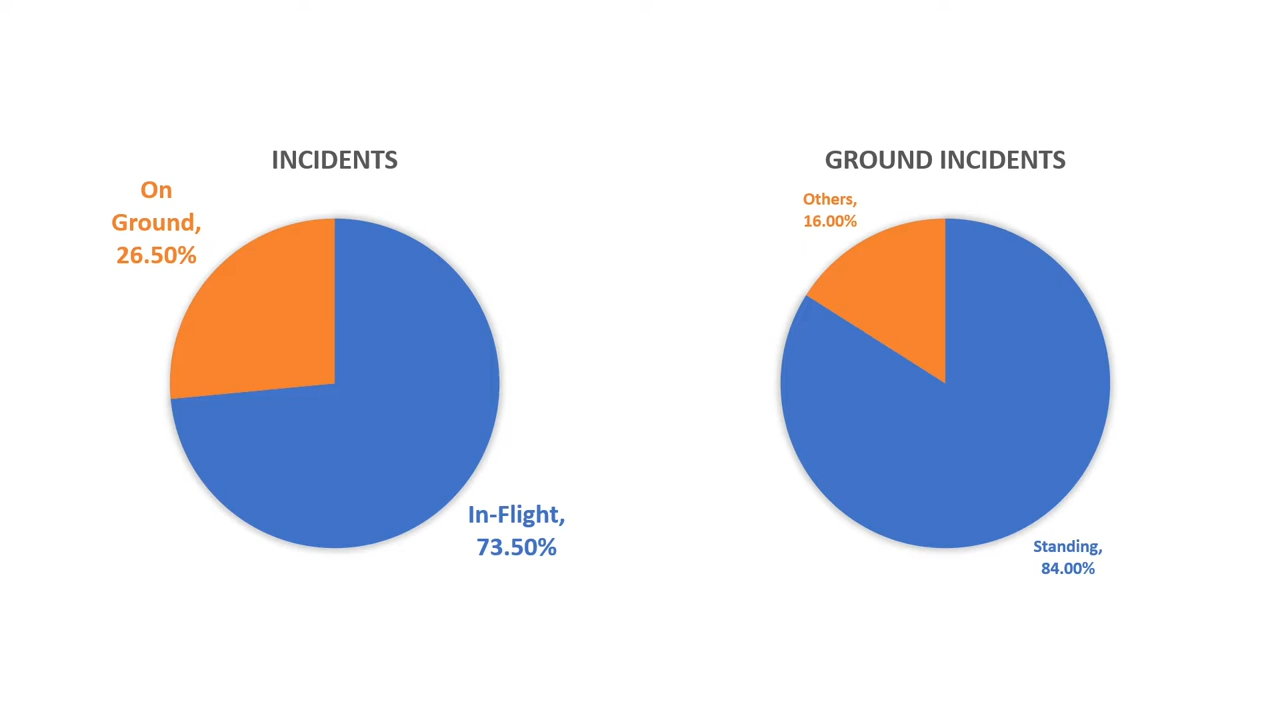 INCIDENTS
On
Ground,
26.50%
In-Flight,
73.50%
GROUND INCIDENTS
Others,
16.00%
Standing,
84.00%